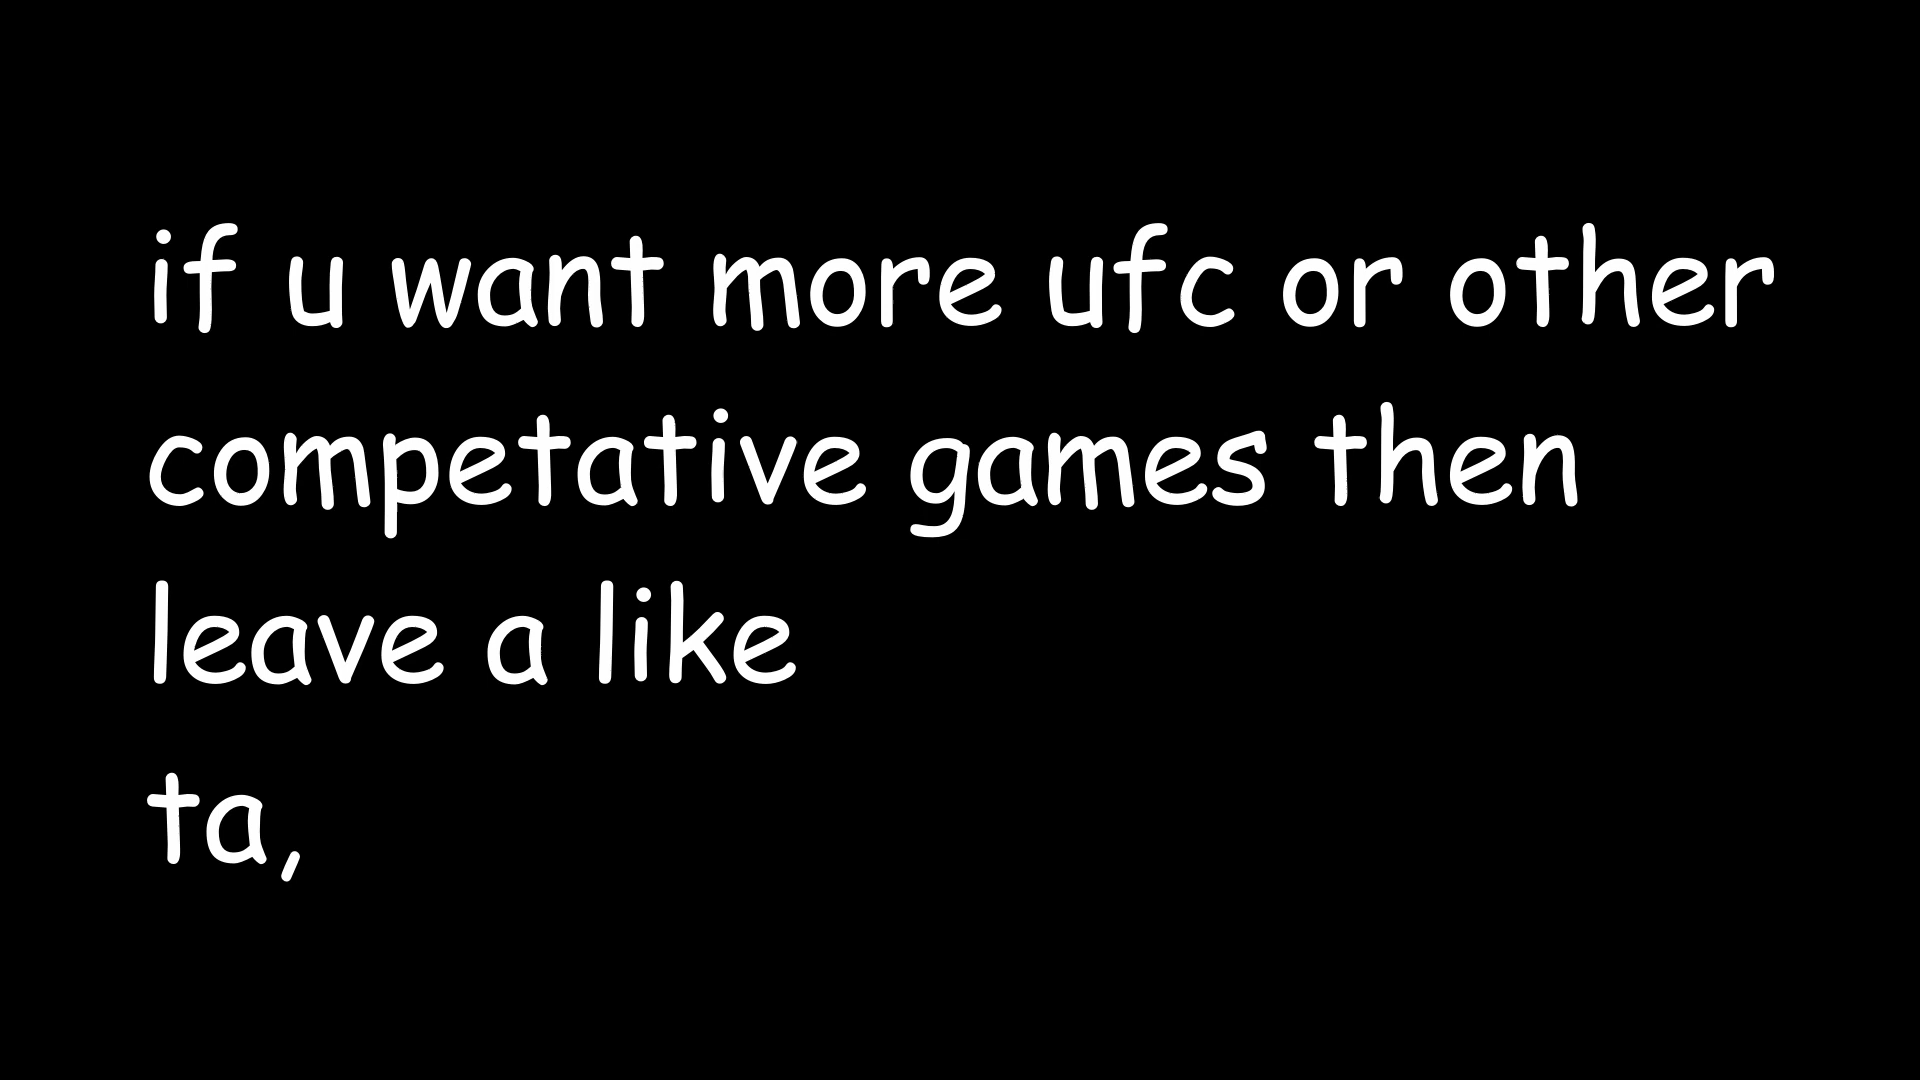 if u want more ufc or other
competative games then
leave a like
ta,